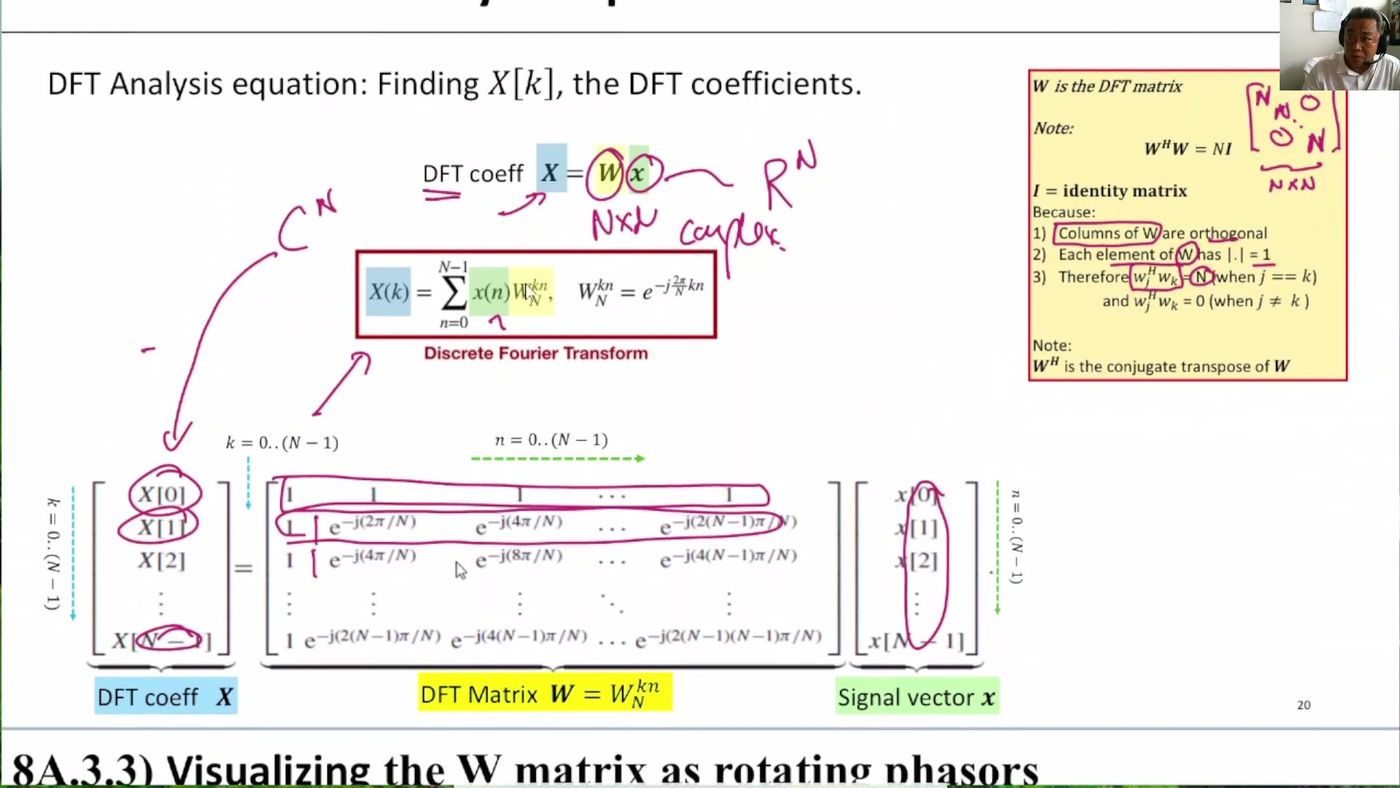 DFT Analysis equation: Finding X[k], the DFT coefficients.
DFT coeff X = W x
R^N
C^N
N×N complex.
X(k) = ∑_{n=0}^{N−1} x(n)W_N^{kn}, W_N^{kn} = e^{−j\frac{2π}{N}kn}
Discrete Fourier Transform
W is the DFT matrix
Note:
W^H W = NI
[N N 0 0 ⋱ N]
N×N
I = identity matrix
Because:
1) Columns of W are orthogonal
2) Each element of W has |.| = 1
3) Therefore w_j^H w_k = N (when j == k)
and w_j^H w_k = 0 (when j ≠ k )
Note:
W^H is the conjugate transpose of W
k = 0..(N − 1)
n = 0..(N − 1)
k = 0..(N − 1)
X[0] 1 1 1 ⋯ 1 x[0]
X[1] 1 e^{−j(2π/N)} e^{−j(4π/N)} ⋯ e^{−j(2(N−1)π/N)} x[1]
X[2] = 1 e^{−j(4π/N)} e^{−j(8π/N)} ⋯ e^{−j(4(N−1)π/N)} x[2] .
⋮ ⋮ ⋮ ⋮ ⋱ ⋮ ⋮
X[N − 1] 1 e^{−j(2(N−1)π/N)} e^{−j(4(N−1)π/N)} ⋯ e^{−j(2(N−1)(N−1)π/N)} x[N − 1]
n = 0..(N − 1)
DFT coeff X
DFT Matrix W = W_N^{kn}
Signal vector x
20
8A.3.3) Visualizing the W matrix as rotating phasors